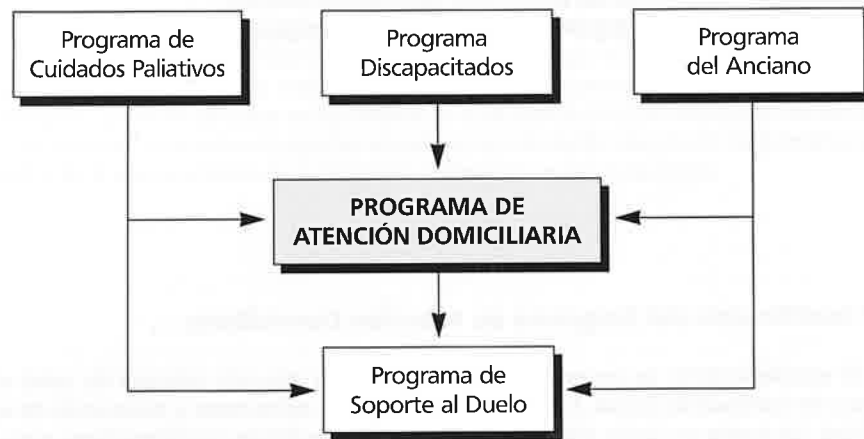 Programa de
Cuidados Paliativos
Programa
Discapacitados
Programa
del Anciano
PROGRAMA DE
ATENCIÓN DOMICILIARIA
Programa de
Soporte al Duelo